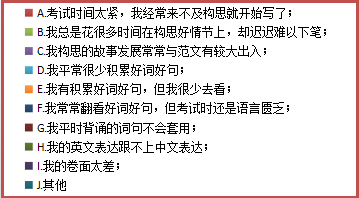 A.考试时间太紧，我经常来不及构思就开始写了；
B.我总是花很多时间在构思好情节上，却迟迟难以下笔；
C.我构思的故事发展常常与范文有较大出入；
D.我平常很少积累好词好句；
E.我有积累好词好句，但我很少去看；
F.我常常翻看好词好句，但考试时还是语言匮乏；
G.我平时背诵的词句不会套用；
H.我的英文表达跟不上中文表达；
I.我的卷面太差；
J.其他